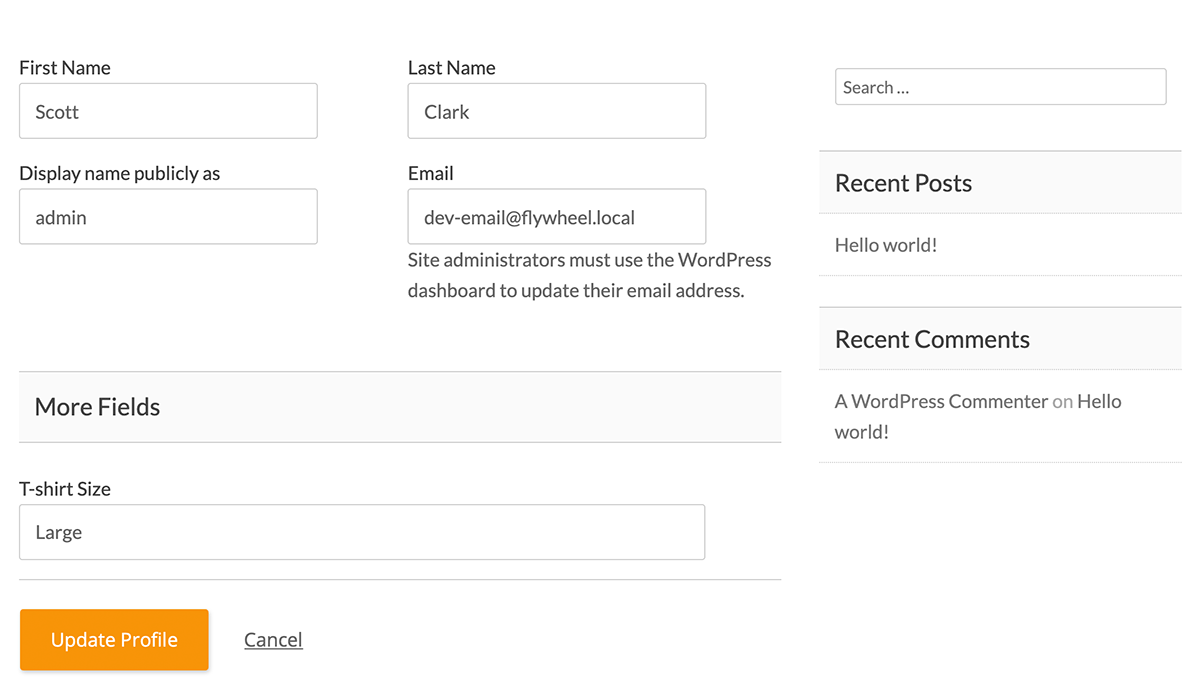 First Name
Scott
Last Name
Clark
Display name publicly as
admin
Email
dev-email@flywheel.local
Site administrators must use the WordPress
dashboard to update their email address.
More Fields
T-shirt Size
Large
Update Profile
Cancel
Search ...
Recent Posts
Hello world!
Recent Comments
A WordPress Commenter on Hello
world!